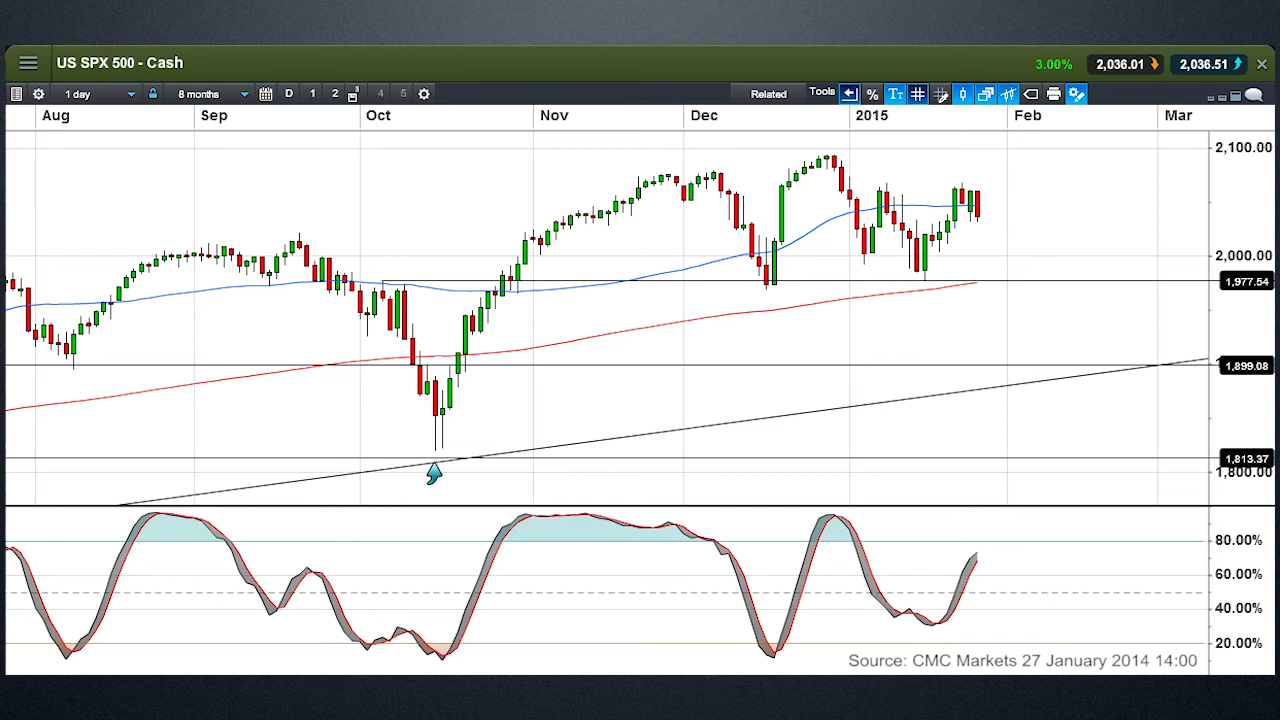 US SPX 500 - Cash
3.00% 2,036.01 2,036.51
1 day 8 months D 1 2 3 4 5 Related Tools % TT
Aug Sep Oct Nov Dec 2015 Feb Mar
2,100.00
2,000.00
1,977.54
1,899.08
1,813.37
1,800.00
80.00%
60.00%
40.00%
20.00%
Source: CMC Markets 27 January 2014 14:00